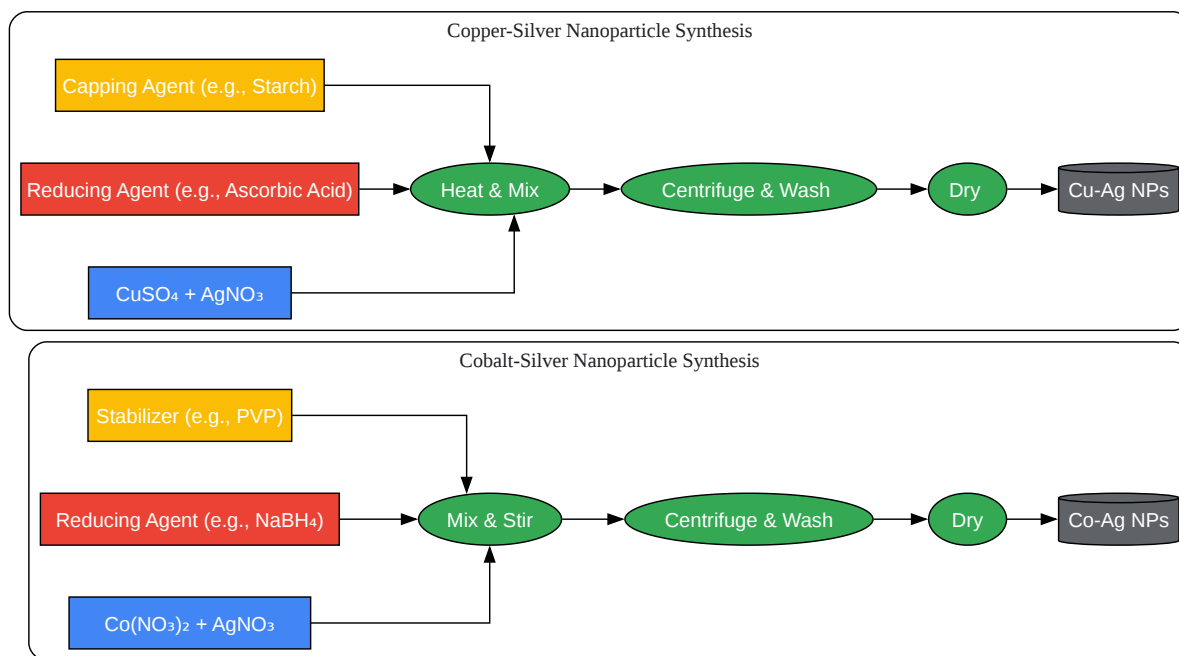 Copper-Silver Nanoparticle Synthesis
Capping Agent (e.g., Starch)
Reducing Agent (e.g., Ascorbic Acid)
Heat & Mix
Centrifuge & Wash
Dry
Cu-Ag NPs
CuSO₄ + AgNO₃
Cobalt-Silver Nanoparticle Synthesis
Stabilizer (e.g., PVP)
Reducing Agent (e.g., NaBH₄)
Mix & Stir
Centrifuge & Wash
Dry
Co-Ag NPs
Co(NO₃)₂ + AgNO₃